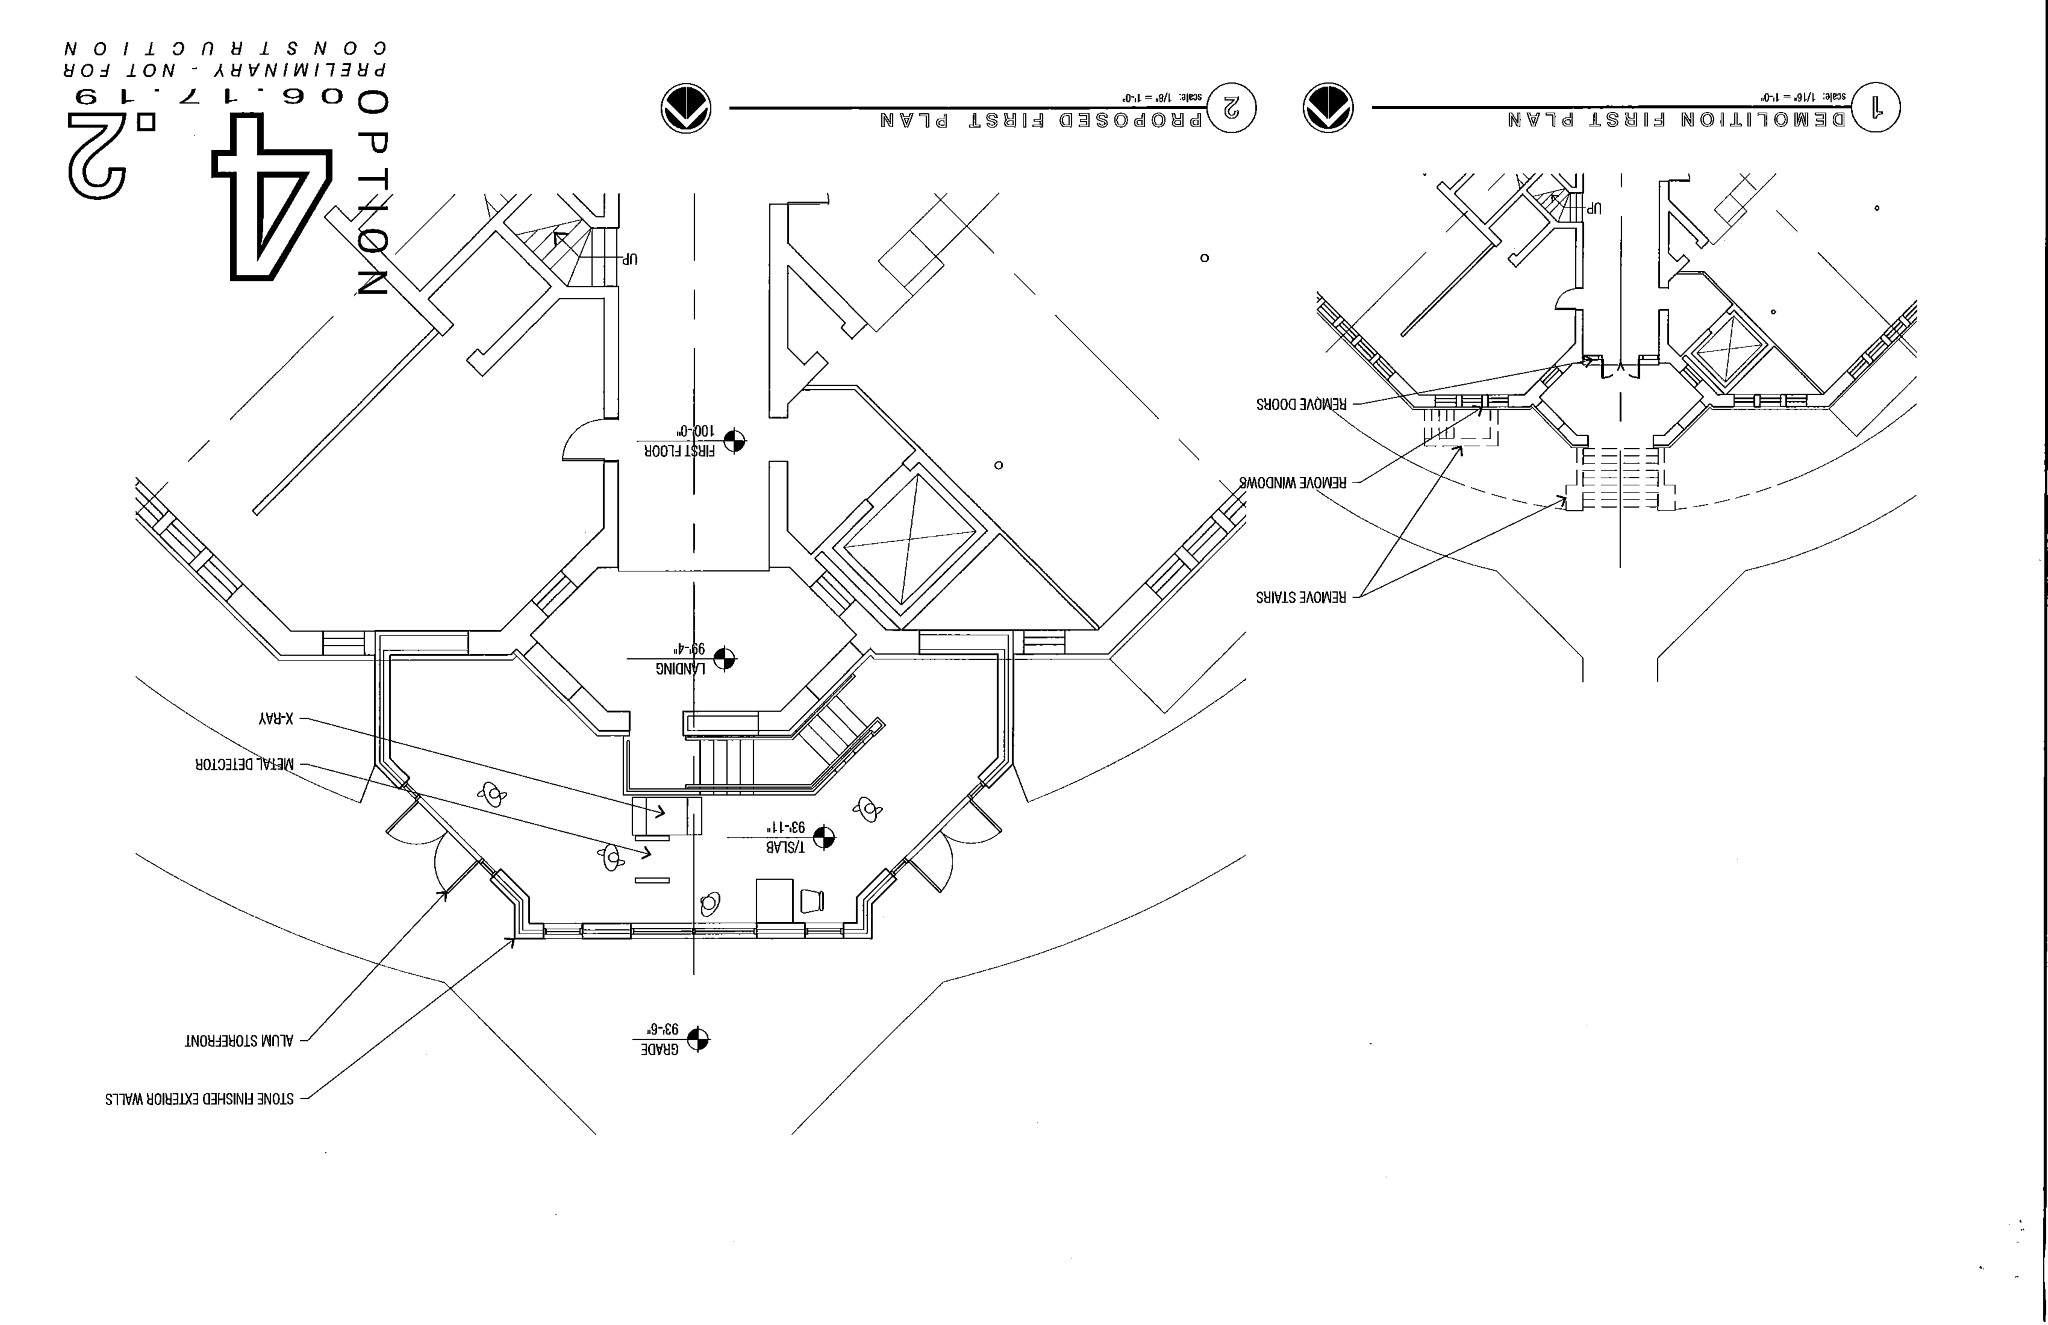 STONE FINISHED EXTERIOR WALLS
ALUM STOREFRONT
GRADE
93'-6"
T/SLAB
93'-11"
METAL DETECTOR
X-RAY
LANDING
99'-4"
FIRST FLOOR
100'-0"
UP
REMOVE STAIRS
REMOVE WINDOWS
REMOVE DOORS
UP
1
DEMOLITION FIRST PLAN
scale: 1/16" = 1'-0"
2
PROPOSED FIRST PLAN
scale: 1/8" = 1'-0"
OPTION
4.2
06.17.19
PRELIMINARY - NOT FOR
CONSTRUCTION